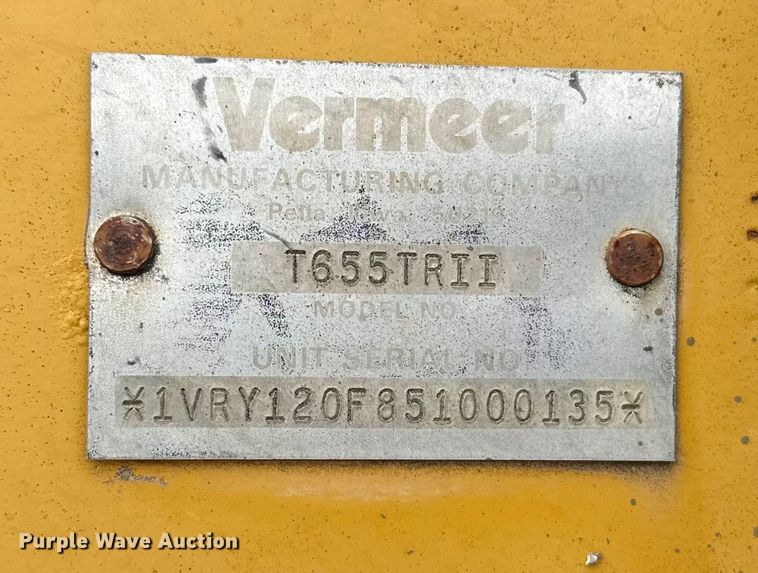 Vermeer
MANUFACTURING COMPANY
Pella, Iowa 50219
T655TRII
MODEL NO.
UNIT SERIAL NO.
*1VRY120F851000135*
Purple Wave Auction